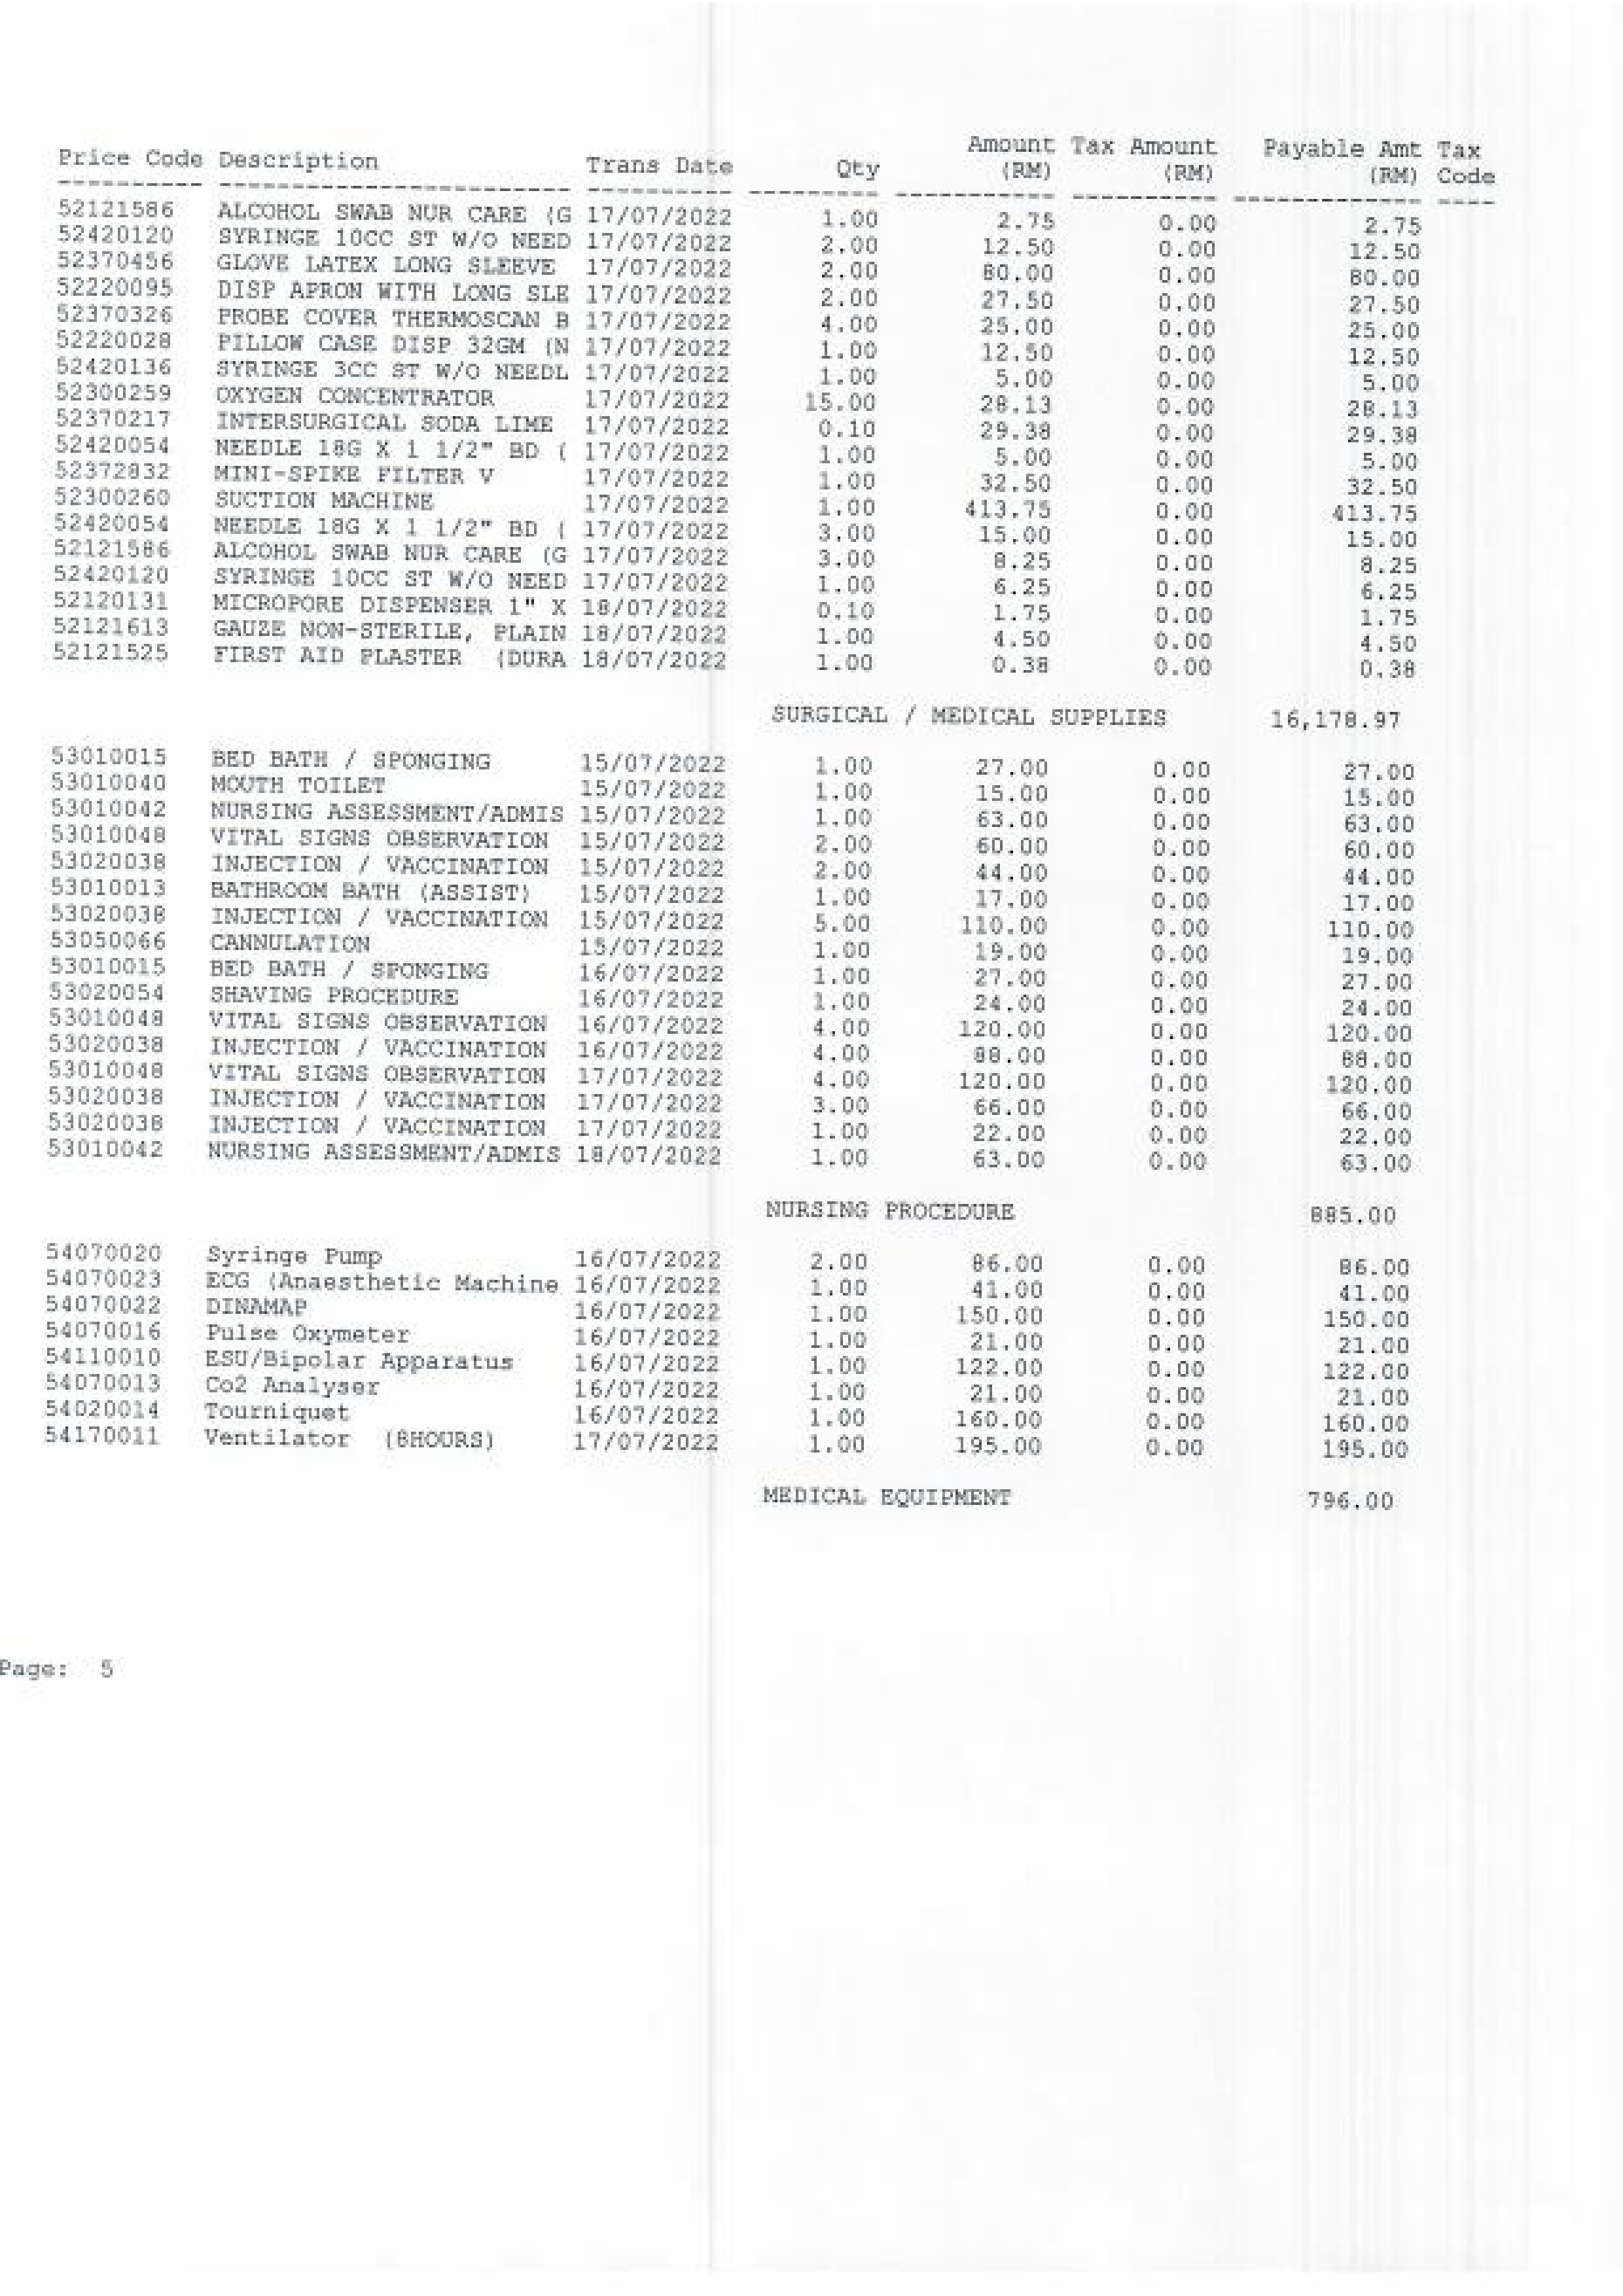 Price Code Description Trans Date Qty Amount (RM) Tax Amount (RM) Payable Amt (RM) Tax Code
52121586 ALCOHOL SWAB NUR CARE (G 17/07/2022 1.00 2.75 0.00 2.75
52420120 SYRINGE 10CC ST W/O NEED 17/07/2022 2.00 12.50 0.00 12.50
52370456 GLOVE LATEX LONG SLEEVE 17/07/2022 2.00 80.00 0.00 80.00
52220095 DISP APRON WITH LONG SLE 17/07/2022 2.00 27.50 0.00 27.50
52370326 PROBE COVER THERMOSCAN B 17/07/2022 4.00 25.00 0.00 25.00
52220028 PILLOW CASE DISP 32GM (N 17/07/2022 1.00 12.50 0.00 12.50
52420136 SYRINGE 3CC ST W/O NEEDL 17/07/2022 1.00 5.00 0.00 5.00
52300259 OXYGEN CONCENTRATOR 17/07/2022 15.00 28.13 0.00 28.13
52370217 INTERSURGICAL SODA LIME 17/07/2022 0.10 29.38 0.00 29.38
52420054 NEEDLE 18G X 1 1/2" BD ( 17/07/2022 1.00 5.00 0.00 5.00
52372832 MINI-SPIKE FILTER V 17/07/2022 1.00 32.50 0.00 32.50
52300260 SUCTION MACHINE 17/07/2022 1.00 413.75 0.00 413.75
52420054 NEEDLE 18G X 1 1/2" BD ( 17/07/2022 3.00 15.00 0.00 15.00
52121586 ALCOHOL SWAB NUR CARE (G 17/07/2022 3.00 8.25 0.00 8.25
52420120 SYRINGE 10CC ST W/O NEED 17/07/2022 1.00 6.25 0.00 6.25
52120131 MICROPORE DISPENSER 1" X 18/07/2022 0.10 1.75 0.00 1.75
52121613 GAUZE NON-STERILE, PLAIN 18/07/2022 1.00 4.50 0.00 4.50
52121525 FIRST AID PLASTER (DURA 18/07/2022 1.00 0.38 0.00 0.38
SURGICAL / MEDICAL SUPPLIES 16,178.97
53010015 BED BATH / SPONGING 15/07/2022 1.00 27.00 0.00 27.00
53010040 MOUTH TOILET 15/07/2022 1.00 15.00 0.00 15.00
53010042 NURSING ASSESSMENT/ADMIS 15/07/2022 1.00 63.00 0.00 63.00
53010048 VITAL SIGNS OBSERVATION 15/07/2022 2.00 60.00 0.00 60.00
53020038 INJECTION / VACCINATION 15/07/2022 2.00 44.00 0.00 44.00
53010013 BATHROOM BATH (ASSIST) 15/07/2022 1.00 17.00 0.00 17.00
53020038 INJECTION / VACCINATION 15/07/2022 5.00 110.00 0.00 110.00
53050066 CANNULATION 15/07/2022 1.00 19.00 0.00 19.00
53010015 BED BATH / SPONGING 16/07/2022 1.00 27.00 0.00 27.00
53020054 SHAVING PROCEDURE 16/07/2022 1.00 24.00 0.00 24.00
53010048 VITAL SIGNS OBSERVATION 16/07/2022 4.00 120.00 0.00 120.00
53020038 INJECTION / VACCINATION 16/07/2022 4.00 88.00 0.00 88.00
53010048 VITAL SIGNS OBSERVATION 17/07/2022 4.00 120.00 0.00 120.00
53020038 INJECTION / VACCINATION 17/07/2022 3.00 66.00 0.00 66.00
53020038 INJECTION / VACCINATION 17/07/2022 1.00 22.00 0.00 22.00
53010042 NURSING ASSESSMENT/ADMIS 18/07/2022 1.00 63.00 0.00 63.00
NURSING PROCEDURE 885.00
54070020 Syringe Pump 16/07/2022 2.00 86.00 0.00 86.00
54070023 ECG (Anaesthetic Machine 16/07/2022 1.00 41.00 0.00 41.00
54070022 DINAMAP 16/07/2022 1.00 150.00 0.00 150.00
54070016 Pulse Oxymeter 16/07/2022 1.00 21.00 0.00 21.00
54110010 ESU/Bipolar Apparatus 16/07/2022 1.00 122.00 0.00 122.00
54070013 Co2 Analyser 16/07/2022 1.00 21.00 0.00 21.00
54020014 Tourniquet 16/07/2022 1.00 160.00 0.00 160.00
54170011 Ventilator (8HOURS) 17/07/2022 1.00 195.00 0.00 195.00
MEDICAL EQUIPMENT 796.00
Page: 5